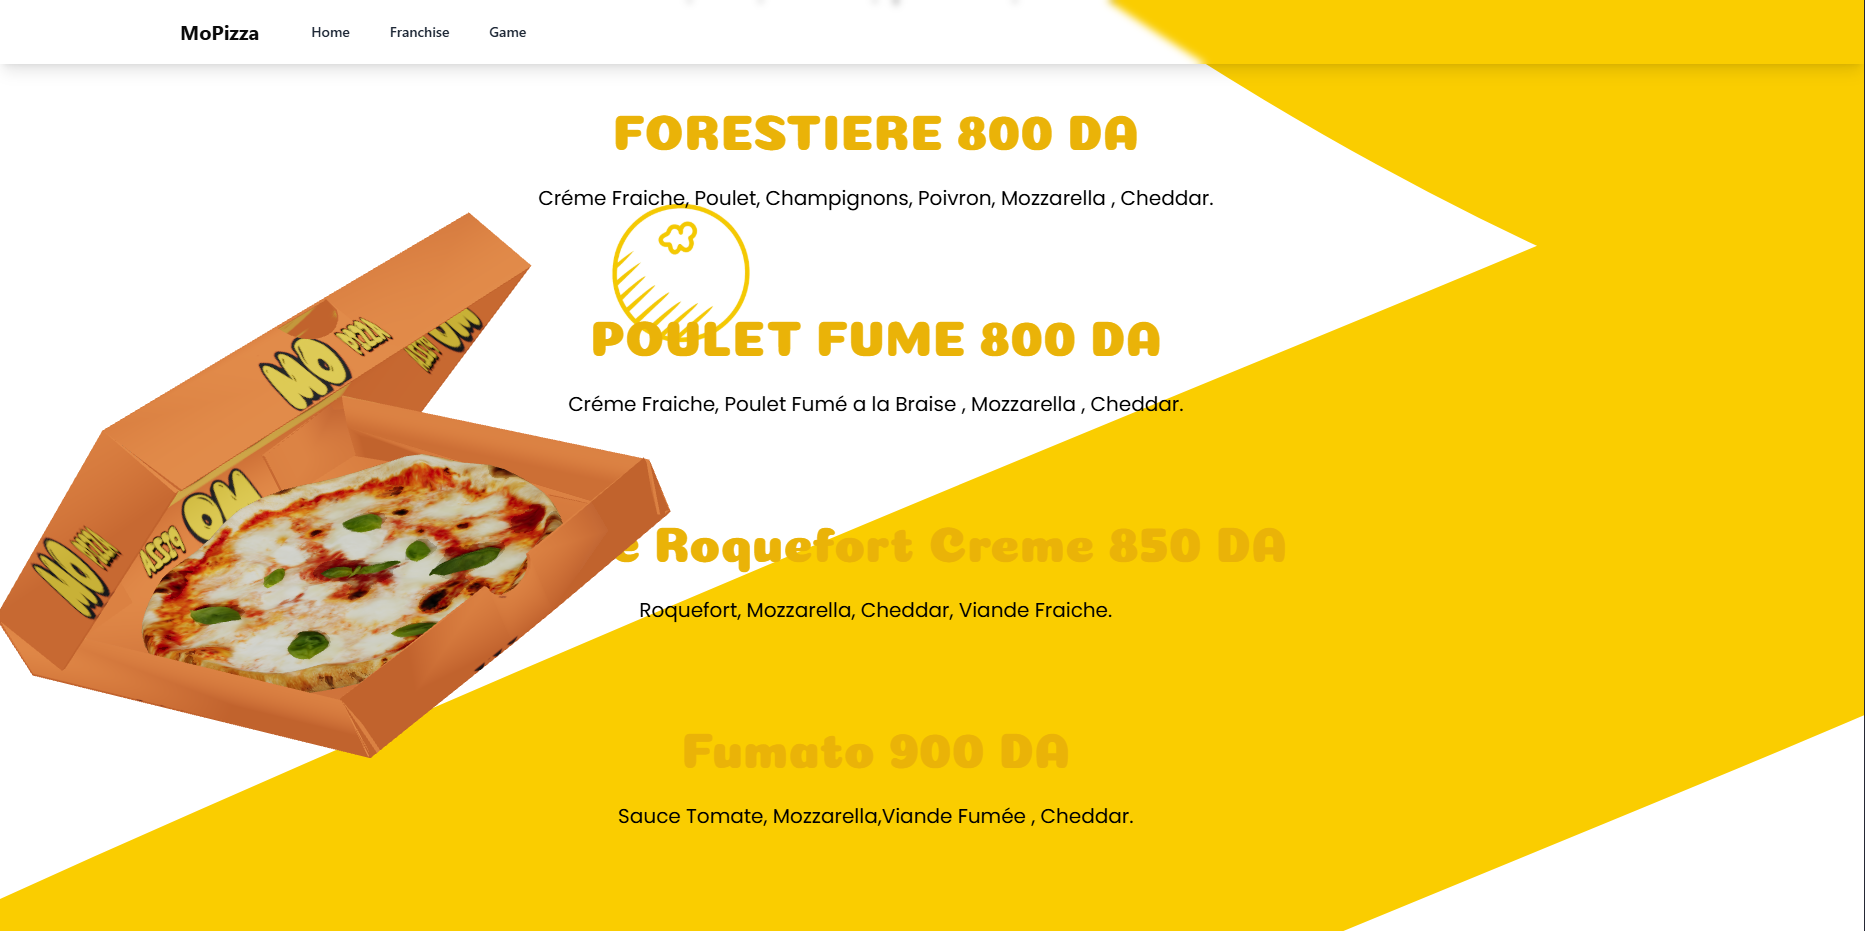 MoPizza Home Franchise Game
FORESTIERE 800 DA
Créme Fraiche, Poulet, Champignons, Poivron, Mozzarella , Cheddar.
POULET FUME 800 DA
Créme Fraiche, Poulet Fumé a la Braise , Mozzarella , Cheddar.
MO PIZZA
MO PIZZA
MO PIZZA
MO PIZZA
Roquefort Creme 850 DA
Roquefort, Mozzarella, Cheddar, Viande Fraiche.
Fumato 900 DA
Sauce Tomate, Mozzarella,Viande Fumée , Cheddar.